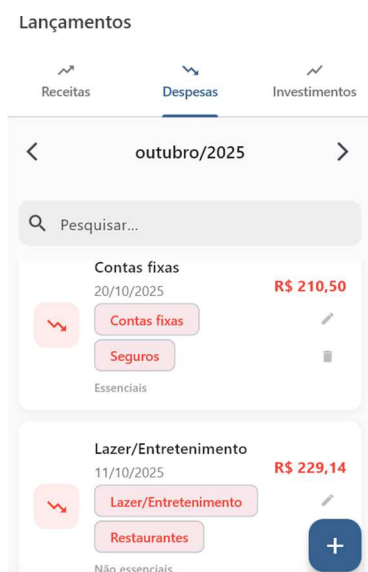 Lançamentos
Receitas
Despesas
Investimentos
outubro/2025
Pesquisar...
Contas fixas
20/10/2025
R$ 210,50
Contas fixas
Seguros
Essenciais
Lazer/Entretenimento
11/10/2025
R$ 229,14
Lazer/Entretenimento
Restaurantes
Não essenciais
+